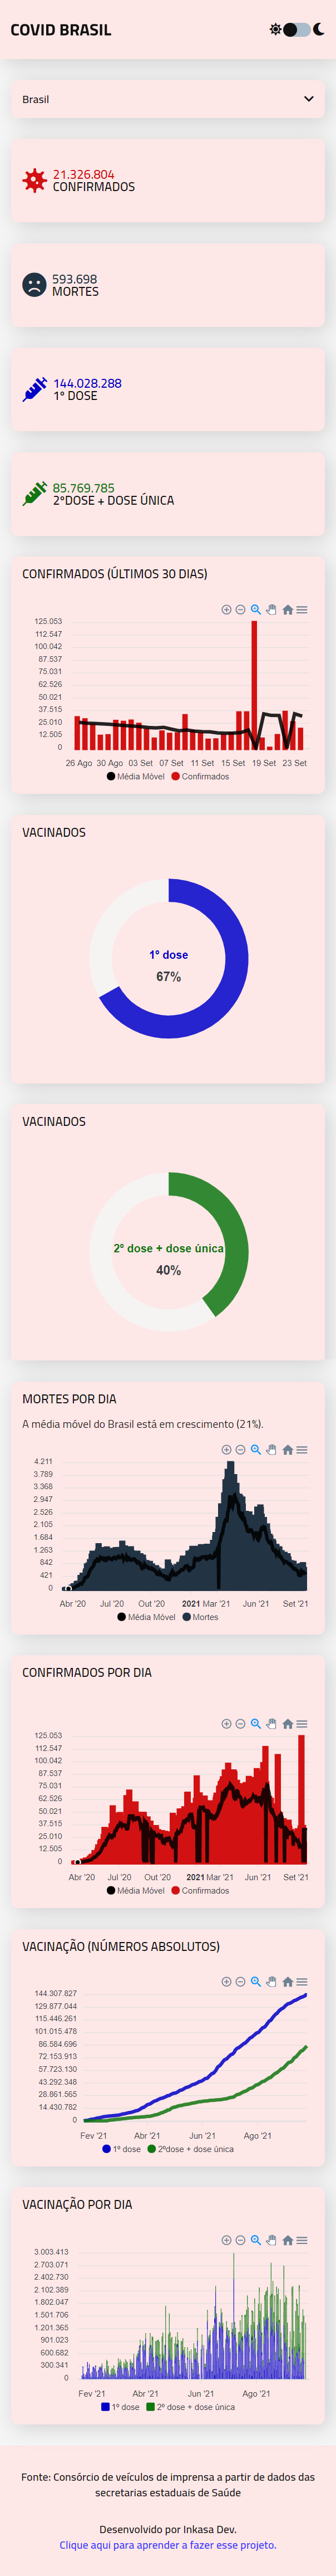 COVID BRASIL
Brasil
21.326.804
CONFIRMADOS
593.698
MORTES
144.028.288
1º DOSE
85.769.785
2ºDOSE + DOSE ÚNICA
CONFIRMADOS (ÚLTIMOS 30 DIAS)
125.053
112.547
100.042
87.537
75.031
62.526
50.021
37.515
25.010
12.505
0
26 Ago 30 Ago 03 Set 07 Set 11 Set 15 Set 19 Set 23 Set
Média Móvel Confirmados
VACINADOS
1º dose
67%
VACINADOS
2º dose + dose única
40%
MORTES POR DIA
A média móvel do Brasil está em crescimento (21%).
4.211
3.789
3.368
2.947
2.526
2.105
1.684
1.263
842
421
0
Abr '20 Jul '20 Out '20 2021 Mar '21 Jun '21 Set '21
Média Móvel Mortes
CONFIRMADOS POR DIA
125.053
112.547
100.042
87.537
75.031
62.526
50.021
37.515
25.010
12.505
0
Abr '20 Jul '20 Out '20 2021 Mar '21 Jun '21 Set '21
Média Móvel Confirmados
VACINAÇÃO (NÚMEROS ABSOLUTOS)
144.307.827
129.877.044
115.446.261
101.015.478
86.584.696
72.153.913
57.723.130
43.292.348
28.861.565
14.430.782
0
Fev '21 Abr '21 Jun '21 Ago '21
1º dose 2ºdose + dose única
VACINAÇÃO POR DIA
3.003.413
2.703.071
2.402.730
2.102.389
1.802.047
1.501.706
1.201.365
901.023
600.682
300.341
0
Fev '21 Abr '21 Jun '21 Ago '21
1º dose 2º dose + dose única
Fonte: Consórcio de veículos de imprensa a partir de dados das
secretarias estaduais de Saúde
Desenvolvido por Inkasa Dev.
Clique aqui para aprender a fazer esse projeto.